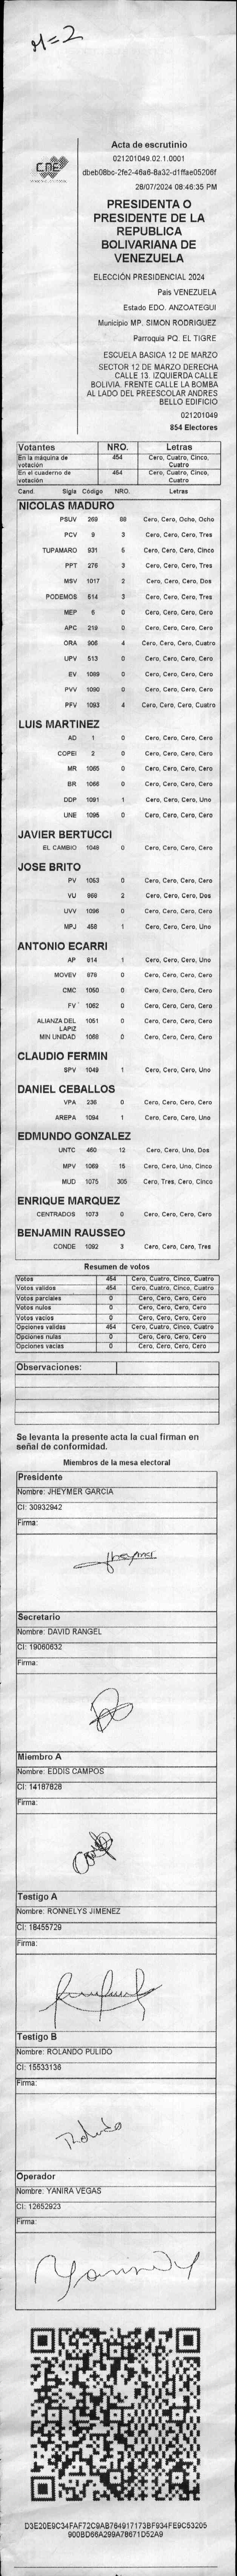 M=2
CNE
Acta de escrutinio
021201049.02.1.0001
dbeb08bc-2fe2-48a6-8a32-d1ffae05206f
28/07/2024 08:46:35 PM
PRESIDENTA O
PRESIDENTE DE LA
REPUBLICA
BOLIVARIANA DE
VENEZUELA
ELECCIÓN PRESIDENCIAL 2024
País VENEZUELA
Estado EDO. ANZOATEGUI
Municipio MP. SIMON RODRIGUEZ
Parroquia PQ. EL TIGRE
ESCUELA BASICA 12 DE MARZO
SECTOR 12 DE MARZO DERECHA
CALLE 13. IZQUIERDA CALLE
BOLIVIA. FRENTE CALLE LA BOMBA
AL LADO DEL PREESCOLAR ANDRES
BELLO EDIFICIO
021201049
854 Electores
Votantes NRO. Letras
En la máquina de votación 454 Cero, Cuatro, Cinco, Cuatro
En el cuaderno de votación 454 Cero, Cuatro, Cinco, Cuatro
Cand. Sigla Código NRO. Letras
NICOLAS MADURO
PSUV 269 88 Cero, Cero, Ocho, Ocho
PCV 9 3 Cero, Cero, Cero, Tres
TUPAMARO 931 5 Cero, Cero, Cero, Cinco
PPT 276 3 Cero, Cero, Cero, Tres
MSV 1017 2 Cero, Cero, Cero, Dos
PODEMOS 514 3 Cero, Cero, Cero, Tres
MEP 6 0 Cero, Cero, Cero, Cero
APC 219 0 Cero, Cero, Cero, Cero
ORA 906 4 Cero, Cero, Cero, Cuatro
UPV 513 0 Cero, Cero, Cero, Cero
EV 1089 0 Cero, Cero, Cero, Cero
PVV 1090 0 Cero, Cero, Cero, Cero
PFV 1093 4 Cero, Cero, Cero, Cuatro
LUIS MARTINEZ
AD 1 0 Cero, Cero, Cero, Cero
COPEI 2 0 Cero, Cero, Cero, Cero
MR 1065 0 Cero, Cero, Cero, Cero
BR 1066 0 Cero, Cero, Cero, Cero
DDP 1091 1 Cero, Cero, Cero, Uno
UNE 1095 0 Cero, Cero, Cero, Cero
JAVIER BERTUCCI
EL CAMBIO 1048 0 Cero, Cero, Cero, Cero
JOSE BRITO
PV 1053 0 Cero, Cero, Cero, Cero
VU 968 2 Cero, Cero, Cero, Dos
UVV 1096 0 Cero, Cero, Cero, Cero
MPJ 458 1 Cero, Cero, Cero, Uno
ANTONIO ECARRI
AP 814 1 Cero, Cero, Cero, Uno
MOVEV 978 0 Cero, Cero, Cero, Cero
CMC 1050 0 Cero, Cero, Cero, Cero
FV 1062 0 Cero, Cero, Cero, Cero
ALIANZA DEL LAPIZ 1051 0 Cero, Cero, Cero, Cero
MIN UNIDAD 1068 0 Cero, Cero, Cero, Cero
CLAUDIO FERMIN
SPV 1049 1 Cero, Cero, Cero, Uno
DANIEL CEBALLOS
VPA 236 0 Cero, Cero, Cero, Cero
AREPA 1094 1 Cero, Cero, Cero, Uno
EDMUNDO GONZALEZ
UNTC 450 12 Cero, Cero, Uno, Dos
MPV 1069 15 Cero, Cero, Uno, Cinco
MUD 1075 305 Cero, Tres, Cero, Cinco
ENRIQUE MARQUEZ
CENTRADOS 1073 0 Cero, Cero, Cero, Cero
BENJAMIN RAUSSEO
CONDE 1092 3 Cero, Cero, Cero, Tres
Resumen de votos
Votos 454 Cero, Cuatro, Cinco, Cuatro
Votos validos 454 Cero, Cuatro, Cinco, Cuatro
Votos parciales 0 Cero, Cero, Cero, Cero
Votos nulos 0 Cero, Cero, Cero, Cero
Votos vacios 0 Cero, Cero, Cero, Cero
Opciones validas 454 Cero, Cuatro, Cinco, Cuatro
Opciones nulas 0 Cero, Cero, Cero, Cero
Opciones vacias 0 Cero, Cero, Cero, Cero
Observaciones:
Se levanta la presente acta la cual firman en
señal de conformidad.
Miembros de la mesa electoral
Presidente
Nombre: JHEYMER GARCIA
CI: 30932942
Firma:
Jheymer
Secretario
Nombre: DAVID RANGEL
CI: 19060632
Firma:
Miembro A
Nombre: EDDIS CAMPOS
CI: 14187828
Firma:
Testigo A
Nombre: RONNELYS JIMENEZ
CI: 18455729
Firma:
Testigo B
Nombre: ROLANDO PULIDO
CI: 15533136
Firma:
Operador
Nombre: YANIRA VEGAS
CI: 12652923
Firma:
D3E20E9C34FAF72C9AB784917173BF934FE9C53205
900BD66A299A78671D52A9